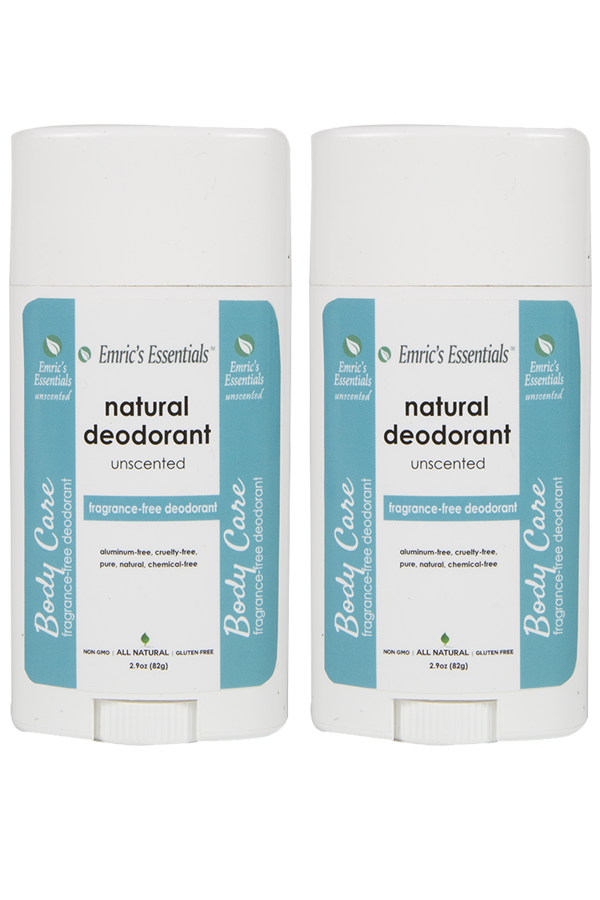 Emric's Essentials™
natural
deodorant
unscented
fragrance-free deodorant
aluminum-free, cruelty-free,
pure, natural, chemical-free
NON GMO | ALL NATURAL | GLUTEN FREE
2.9oz (82g)
Emric's
Essentials
unscented
Body Care
fragrance-free deodorant
Emric's
Essentials
unscented
Body Care
fragrance-free deodorant
Emric's Essentials™
natural
deodorant
unscented
fragrance-free deodorant
aluminum-free, cruelty-free,
pure, natural, chemical-free
NON GMO | ALL NATURAL | GLUTEN FREE
2.9oz (82g)
Emric's
Essentials
unscented
Body Care
fragrance-free deodorant
Emric's
Essentials
unscented
Body Care
fragrance-free deodorant